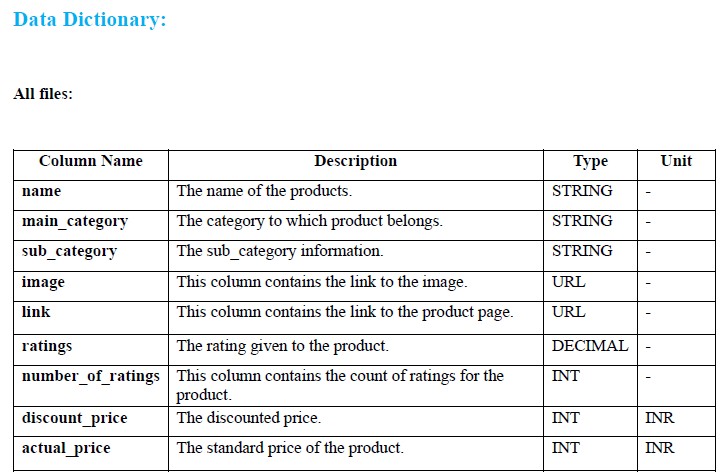 Data Dictionary:
All files:
Column Name Description Type Unit
name The name of the products. STRING -
main_category The category to which product belongs. STRING -
sub_category The sub_category information. STRING -
image This column contains the link to the image. URL -
link This column contains the link to the product page. URL -
ratings The rating given to the product. DECIMAL -
number_of_ratings This column contains the count of ratings for the INT -
product.
discount_price The discounted price. INT INR
actual_price The standard price of the product. INT INR